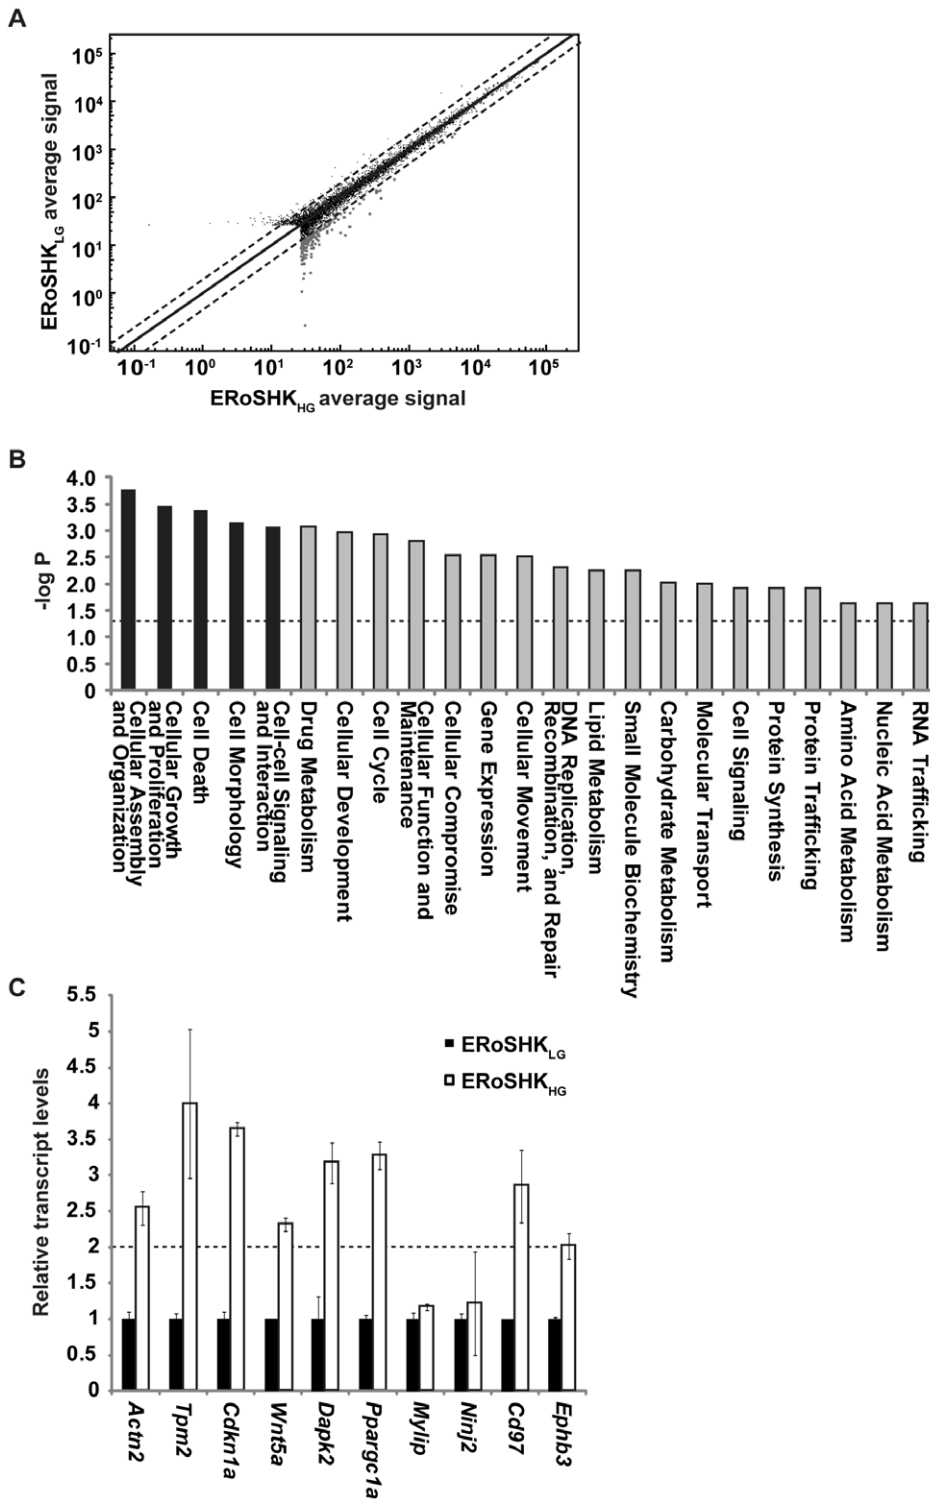 A
ERoSHK_LG average signal
10^5
10^4
10^3
10^2
10^1
10^0
10^-1
10^-1 10^0 10^1 10^2 10^3 10^4 10^5
ERoSHK_HG average signal
B
-log P
4.0
3.5
3.0
2.5
2.0
1.5
1.0
0.5
0
Cellular Assembly
and Organization
Cellular Growth
and Proliferation
Cell Death
Cell Morphology
Cell-cell Signaling
and Interaction
Drug Metabolism
Cellular Development
Cell Cycle
Cellular Function and
Maintenance
Cellular Compromise
Gene Expression
Cellular Movement
DNA Replication,
Recombination, and Repair
Lipid Metabolism
Small Molecule Biochemistry
Carbohydrate Metabolism
Molecular Transport
Cell Signaling
Protein Synthesis
Protein Trafficking
Amino Acid Metabolism
Nucleic Acid Metabolism
RNA Trafficking
C
Relative transcript levels
5.5
5
4.5
4
3.5
3
2.5
2
1.5
1
0.5
0
ERoSHK_LG
ERoSHK_HG
Actn2
Tpm2
Cdkn1a
Wnt5a
Dapk2
Ppargc1a
Mylip
Ninj2
Cd97
Ephb3